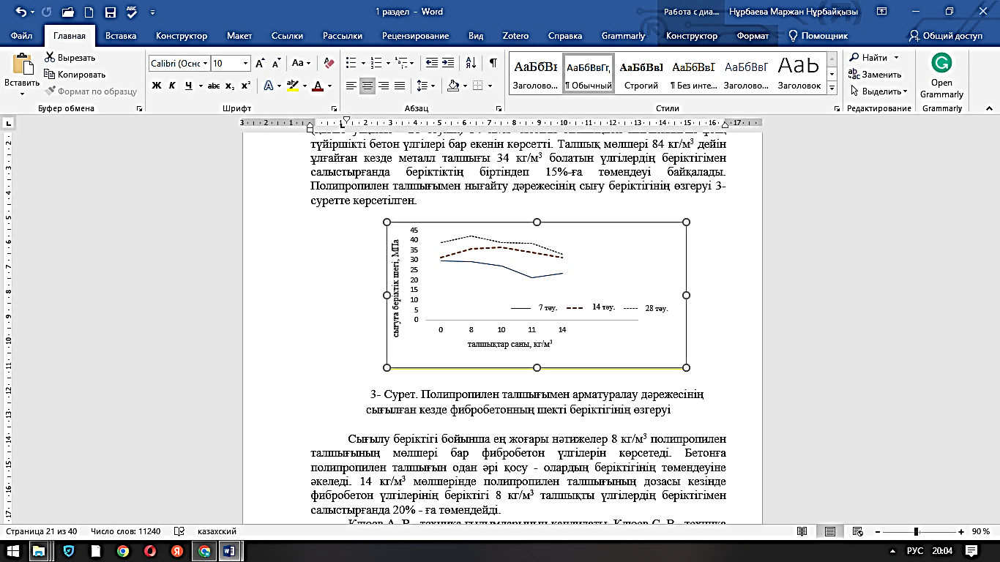 1 раздел - Word
Работа с диа...
Нұрбаева Маржан Нұрбайқызы
Файл
Главная
Вставка
Конструктор
Макет
Ссылки
Рассылки
Рецензирование
Вид
Zotero
Справка
Grammarly
Конструктор
Формат
Помощник
Общий доступ
Вставить
Вырезать
Копировать
Формат по образцу
Буфер обмена
Calibri (Оснс
10
Шрифт
Абзац
АаБбВı
АаБбВвГг,
АаБбВвІ
АаБбВвГ
АаБбВвГ
АаЬ
Заголово...
¶ Обычный
Строгий
¶ Без инте...
Заголово...
Заголовок
Стили
Найти
Заменить
Выделить
Редактирование
Open Grammarly
Grammarly
түйіршікті бетон үлгілері бар екенін көрсетті. Талшық мөлшері 84 кг/м³ дейін
ұлғайған кезде металл талшығы 34 кг/м³ болатын үлгілердің беріктігімен
салыстырғанда беріктіктің біртіндеп 15%-ға төмендеуі байқалады.
Полипропилен талшығымен нығайту дәрежесінің сығу беріктігінің өзгеруі 3-
суретте көрсетілген.
сығуға беріктік шегі, МПа
45
40
35
30
25
20
15
10
5
0
7 тәу.
14 тәу.
28 тәу.
0 8 10 11 14
талшықтар саны, кг/м³
3- Сурет. Полипропилен талшығымен арматуралау дәрежесінің
сығылған кезде фибробетонның шекті беріктігінің өзгеруі
Сығылу беріктігі бойынша ең жоғары нәтижелер 8 кг/м³ полипропилен
талшығының мөлшері бар фибробетон үлгілерін көрсетеді. Бетонға
полипропилен талшығын одан әрі қосу - олардың беріктігінің төмендеуіне
әкеледі. 14 кг/м³ мөлшерінде полипропилен талшығының дозасы кезінде
фибробетон үлгілерінің беріктігі 8 кг/м³ талшықты үлгілердің беріктігімен
салыстырғанда 20% - ға төмендейді.
Страница 21 из 40
Число слов: 11240
казахский
90 %
РУС
20:04